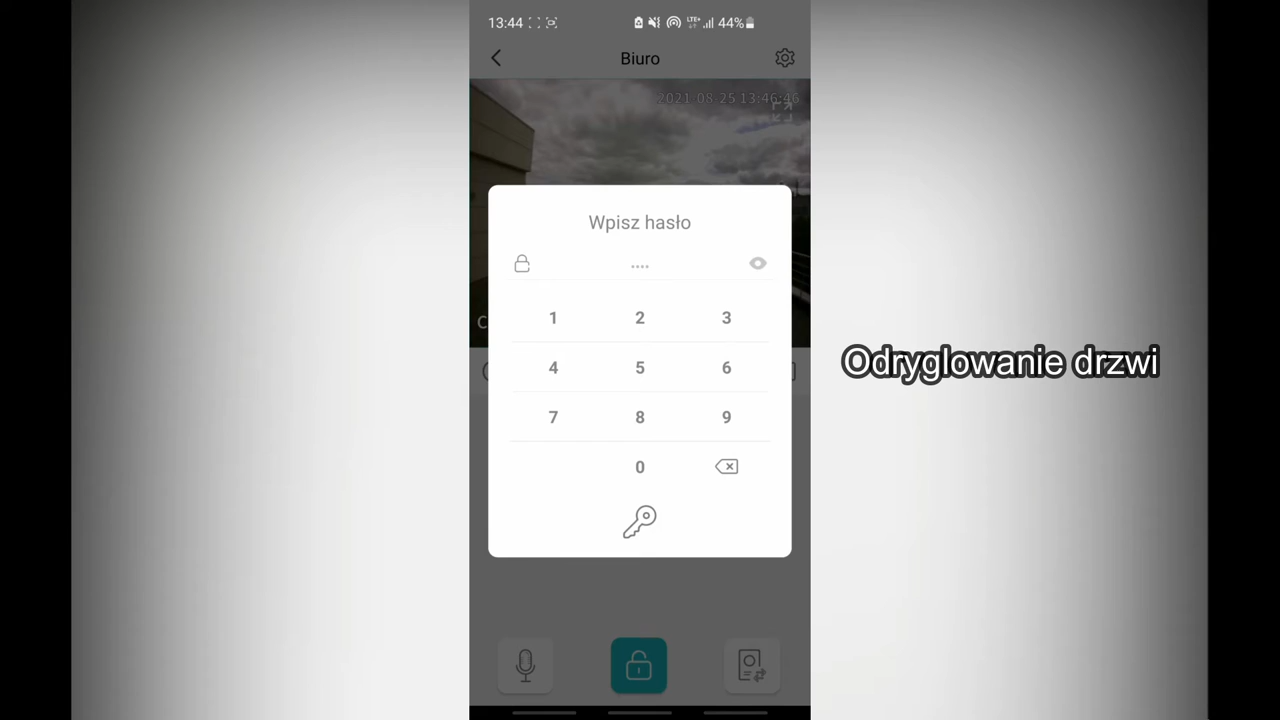 13:44 LTE+ 44%
Biuro
2021-08-25 13:46:46
Wpisz hasło
....
C
1 2 3
4 5 6
7 8 9
0
Odryglowanie drzwi